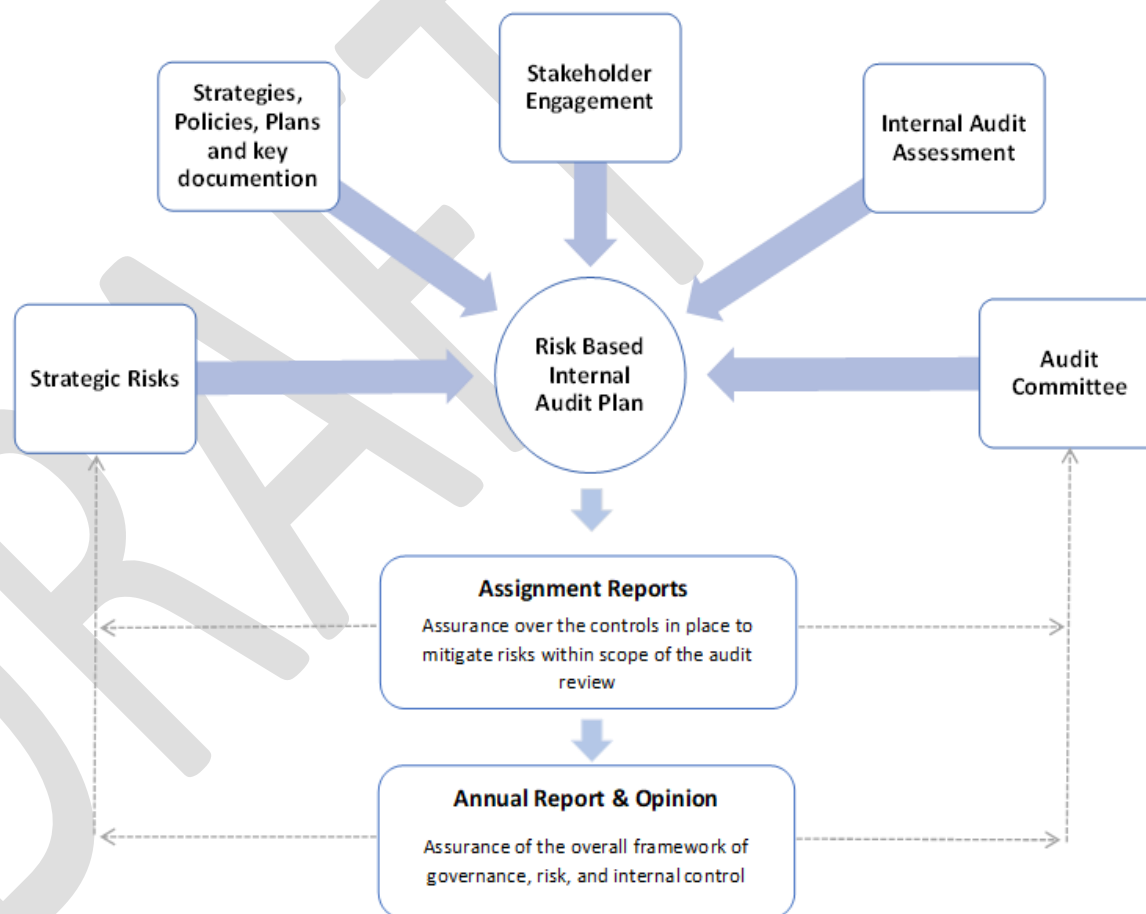 Stakeholder
Engagement
Strategies,
Policies, Plans
and key
documention
Internal Audit
Assessment
Strategic Risks
Risk Based
Internal
Audit Plan
Audit
Committee
Assignment Reports
Assurance over the controls in place to
mitigate risks within scope of the audit
review
Annual Report & Opinion
Assurance of the overall framework of
governance, risk, and internal control
DRAFT